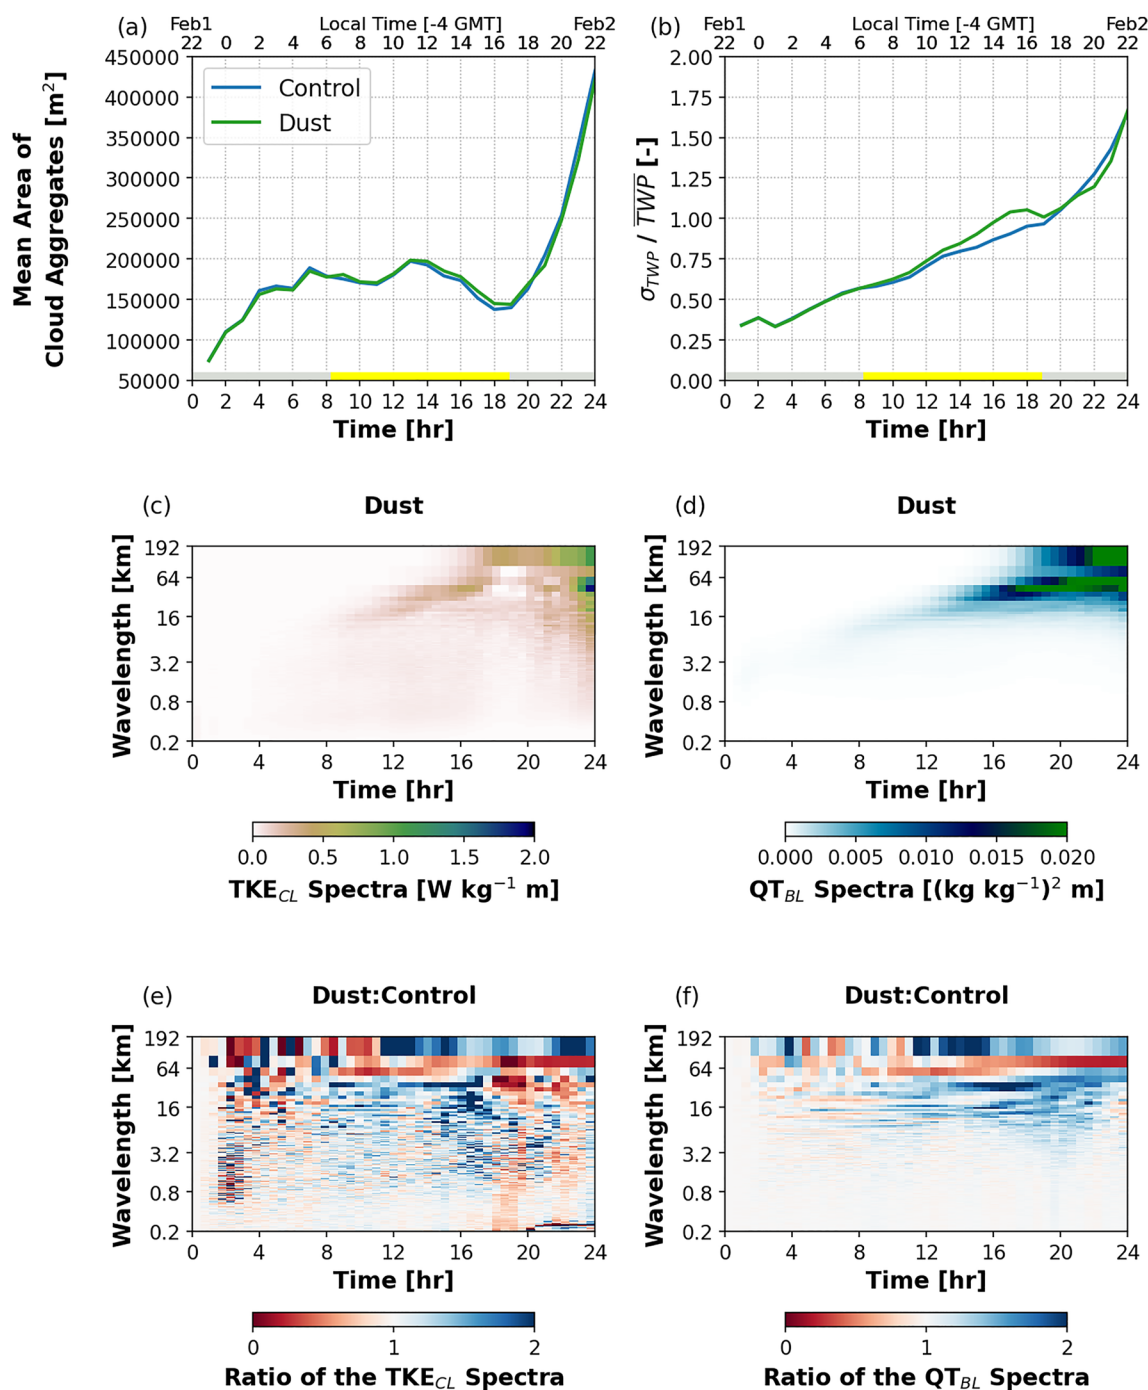 (a) Feb1 Local Time [-4 GMT] Feb2
22 0 2 4 6 8 10 12 14 16 18 20 22
450000
400000
350000
300000
250000
200000
150000
100000
50000
Mean Area of
Cloud Aggregates [m²]
Control
Dust
0 2 4 6 8 10 12 14 16 18 20 22 24
Time [hr]
(b) Feb1 Local Time [-4 GMT] Feb2
22 0 2 4 6 8 10 12 14 16 18 20 22
2.00
1.75
1.50
1.25
1.00
0.75
0.50
0.25
0.00
σ_TWP / T̅W̅P̅ [-]
0 2 4 6 8 10 12 14 16 18 20 22 24
Time [hr]
(c) Dust
192
64
16
3.2
0.8
0.2
Wavelength [km]
0 4 8 12 16 20 24
Time [hr]
0.0 0.5 1.0 1.5 2.0
TKE_CL Spectra [W kg⁻¹ m]
(d) Dust
192
64
16
3.2
0.8
0.2
Wavelength [km]
0 4 8 12 16 20 24
Time [hr]
0.000 0.005 0.010 0.015 0.020
QT_BL Spectra [(kg kg⁻¹)² m]
(e) Dust:Control
192
64
16
3.2
0.8
0.2
Wavelength [km]
0 4 8 12 16 20 24
Time [hr]
0 1 2
Ratio of the TKE_CL Spectra
(f) Dust:Control
192
64
16
3.2
0.8
0.2
Wavelength [km]
0 4 8 12 16 20 24
Time [hr]
0 1 2
Ratio of the QT_BL Spectra